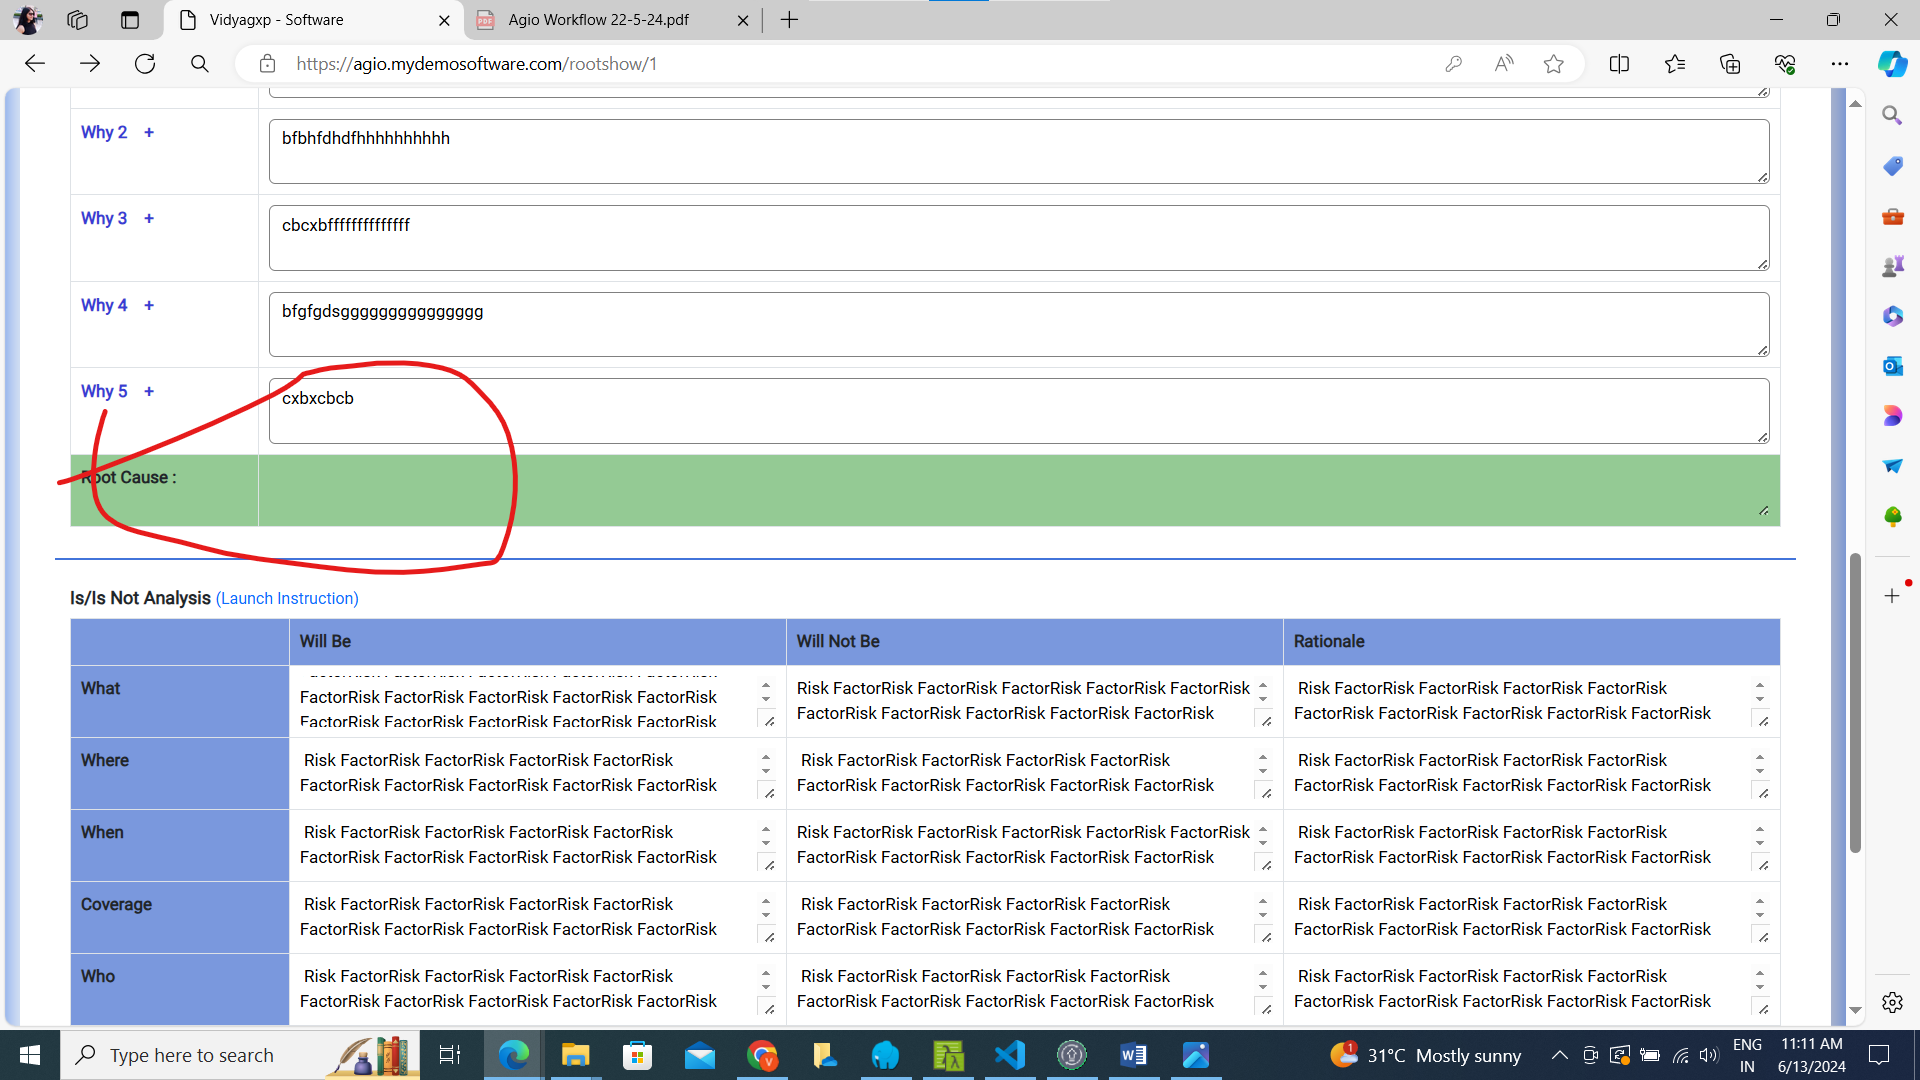 Vidyagxp - Software
Agio Workflow 22-5-24.pdf
https://agio.mydemosoftware.com/rootshow/1
Why 2 +
bfbhfdhdfhhhhhhhhhh
Why 3 +
cbcxbffffffffffffff
Why 4 +
bfgfgdsggggggggggggggg
Why 5 +
cxbxcbcb
Root Cause :
Is/Is Not Analysis (Launch Instruction)
Will Be Will Not Be Rationale
What
FactorRisk FactorRisk FactorRisk FactorRisk FactorRisk
FactorRisk FactorRisk FactorRisk FactorRisk FactorRisk
Risk FactorRisk FactorRisk FactorRisk FactorRisk FactorRisk
FactorRisk FactorRisk FactorRisk FactorRisk FactorRisk
Risk FactorRisk FactorRisk FactorRisk FactorRisk
FactorRisk FactorRisk FactorRisk FactorRisk FactorRisk
Where
Risk FactorRisk FactorRisk FactorRisk FactorRisk
FactorRisk FactorRisk FactorRisk FactorRisk FactorRisk
Risk FactorRisk FactorRisk FactorRisk FactorRisk
FactorRisk FactorRisk FactorRisk FactorRisk FactorRisk
Risk FactorRisk FactorRisk FactorRisk FactorRisk
FactorRisk FactorRisk FactorRisk FactorRisk FactorRisk
When
Risk FactorRisk FactorRisk FactorRisk FactorRisk
FactorRisk FactorRisk FactorRisk FactorRisk FactorRisk
Risk FactorRisk FactorRisk FactorRisk FactorRisk FactorRisk
FactorRisk FactorRisk FactorRisk FactorRisk FactorRisk
Risk FactorRisk FactorRisk FactorRisk FactorRisk
FactorRisk FactorRisk FactorRisk FactorRisk FactorRisk
Coverage
Risk FactorRisk FactorRisk FactorRisk FactorRisk
FactorRisk FactorRisk FactorRisk FactorRisk FactorRisk
Risk FactorRisk FactorRisk FactorRisk FactorRisk
FactorRisk FactorRisk FactorRisk FactorRisk FactorRisk
Risk FactorRisk FactorRisk FactorRisk FactorRisk
FactorRisk FactorRisk FactorRisk FactorRisk FactorRisk
Who
Risk FactorRisk FactorRisk FactorRisk FactorRisk
FactorRisk FactorRisk FactorRisk FactorRisk FactorRisk
Risk FactorRisk FactorRisk FactorRisk FactorRisk
FactorRisk FactorRisk FactorRisk FactorRisk FactorRisk
Risk FactorRisk FactorRisk FactorRisk FactorRisk
FactorRisk FactorRisk FactorRisk FactorRisk FactorRisk
Type here to search
31°C Mostly sunny
ENG
IN
11:11 AM
6/13/2024